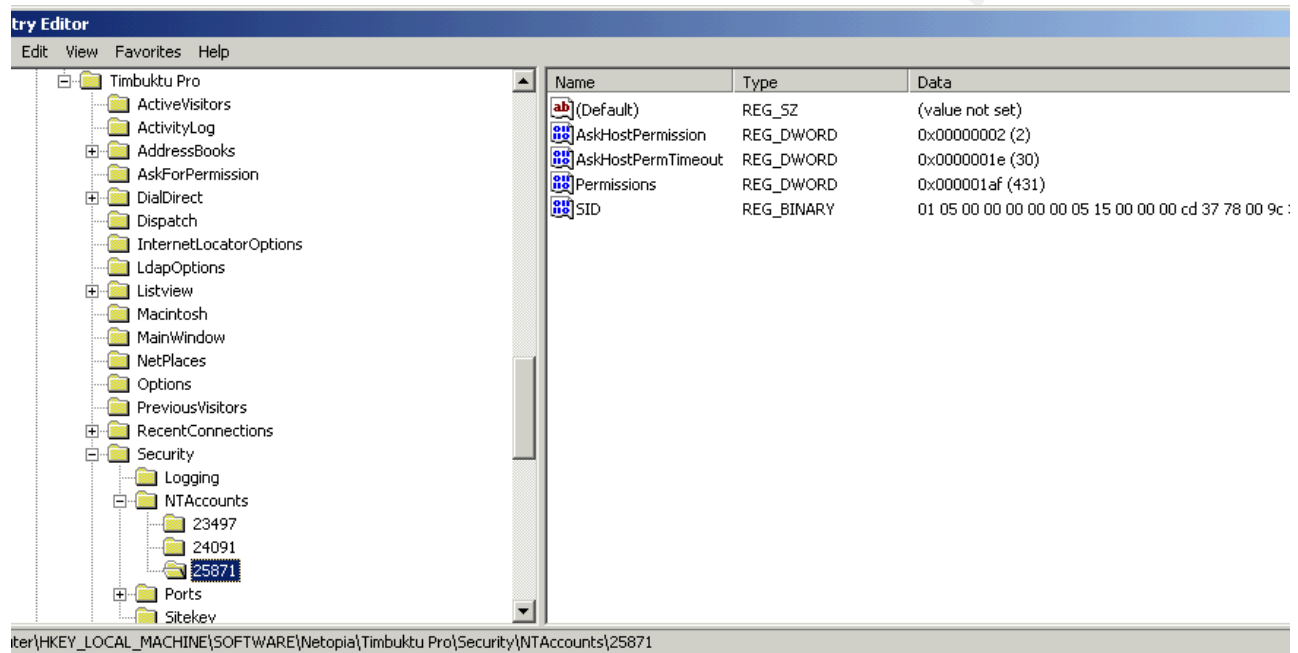 try Editor
Edit View Favorites Help
Timbuktu Pro
ActiveVisitors
ActivityLog
AddressBooks
AskForPermission
DialDirect
Dispatch
InternetLocatorOptions
LdapOptions
Listview
Macintosh
MainWindow
NetPlaces
Options
PreviousVisitors
RecentConnections
Security
Logging
NTAccounts
23497
24091
25871
Ports
Sitekey
Name Type Data
(Default) REG_SZ (value not set)
AskHostPermission REG_DWORD 0x00000002 (2)
AskHostPermTimeout REG_DWORD 0x0000001e (30)
Permissions REG_DWORD 0x000001af (431)
SID REG_BINARY 01 05 00 00 00 00 00 05 15 00 00 00 cd 37 78 00 9c
uter\HKEY_LOCAL_MACHINE\SOFTWARE\Netopia\Timbuktu Pro\Security\NTAccounts\25871